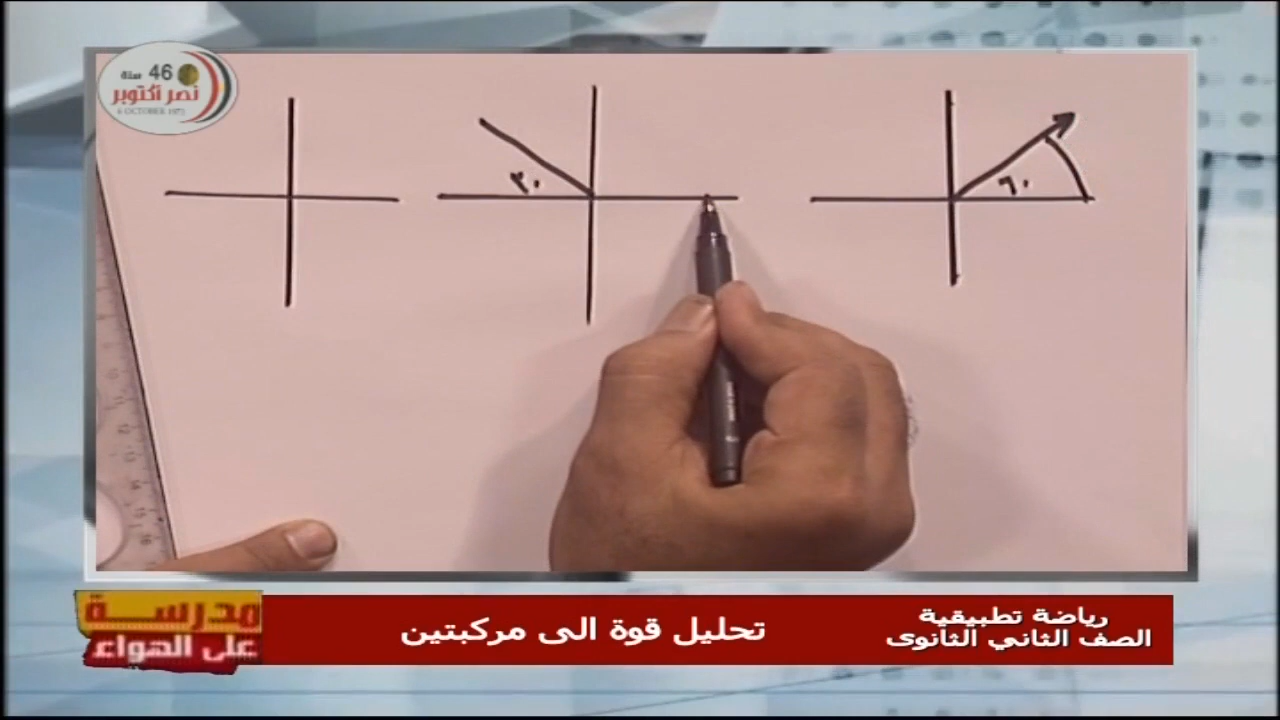 46 سنة
نصر أكتوبر
6 OCTOBER 1973
٣٠
٦٠
رياضة تطبيقية
الصف الثاني الثانوى
تحليل قوة الى مركبتين
مدرسة
على الهواء